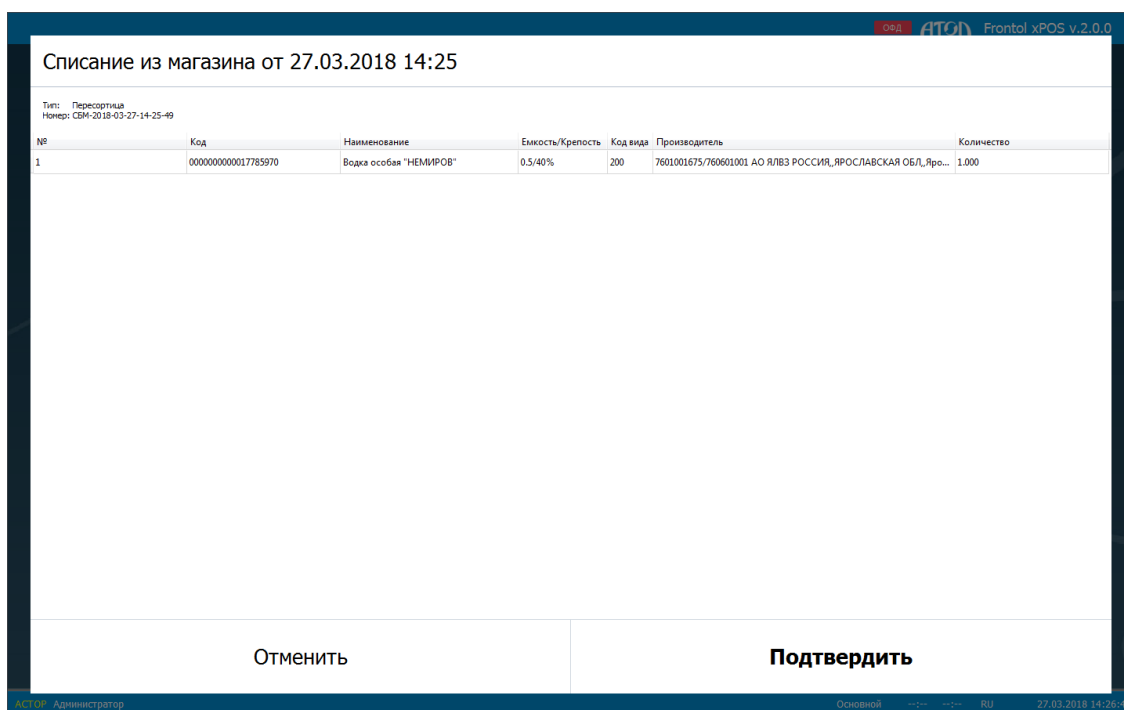 ОФД АТОЛ Frontol xPOS v.2.0.0
Списание из магазина от 27.03.2018 14:25
Тип: Пересортица
Номер: СБМ-2018-03-27-14-25-49
№ Код Наименование Емкость/Крепость Код вида Производитель Количество
1 0000000000017785970 Водка особая "НЕМИРОВ" 0.5/40% 200 7601001675/760601001 АО ЯЛВЗ РОССИЯ,,ЯРОСЛАВСКАЯ ОБЛ,,Яро... 1.000
Отменить Подтвердить
АСТОР Администратор Основной --:-- --:-- RU 27.03.2018 14:26:4